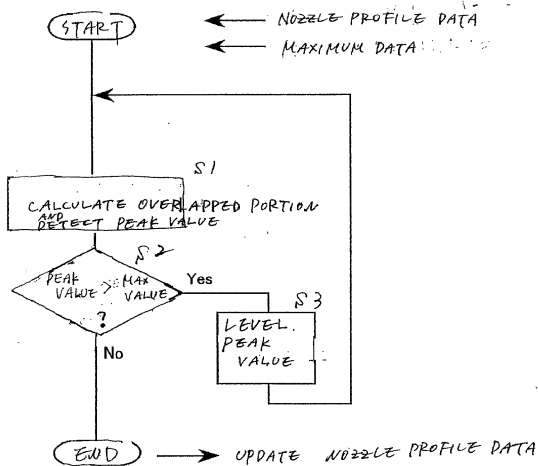 START
NOZZLE PROFILE DATA
MAXIMUM DATA
S1
CALCULATE OVERLAPPED PORTION
AND
DETECT PEAK VALUE
S2
PEAK VALUE > MAX VALUE
?
Yes
No
S3
LEVEL
PEAK
VALUE
END
UPDATE NOZZLE PROFILE DATA